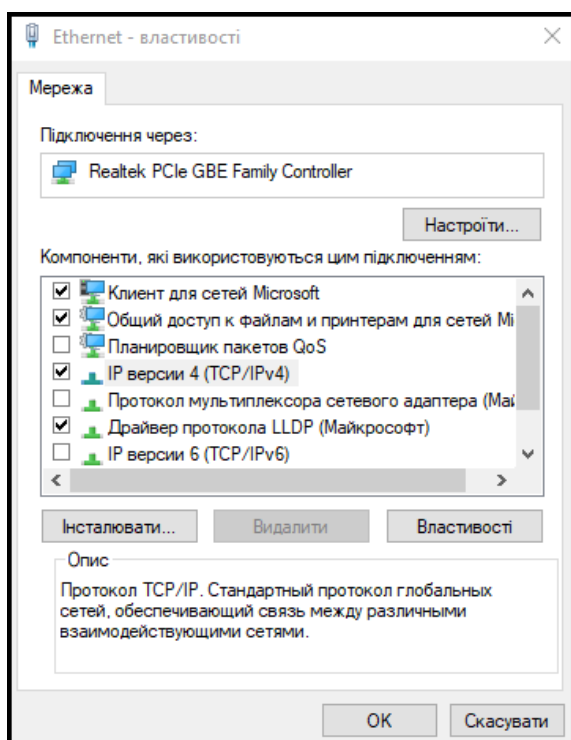 Ethernet - властивості
Мережа
Підключення через:
Realtek PCIe GBE Family Controller
Настроїти...
Компоненти, які використовуються цим підключенням:
Клиент для сетей Microsoft
Общий доступ к файлам и принтерам для сетей Mi
Планировщик пакетов QoS
IP версии 4 (TCP/IPv4)
Протокол мультиплексора сетевого адаптера (Май
Драйвер протокола LLDP (Майкрософт)
IP версии 6 (TCP/IPv6)
Інсталювати... Видалити Властивості
Опис
Протокол TCP/IP. Стандартный протокол глобальных
сетей, обеспечивающий связь между различными
взаимодействующими сетями.
OK Скасувати